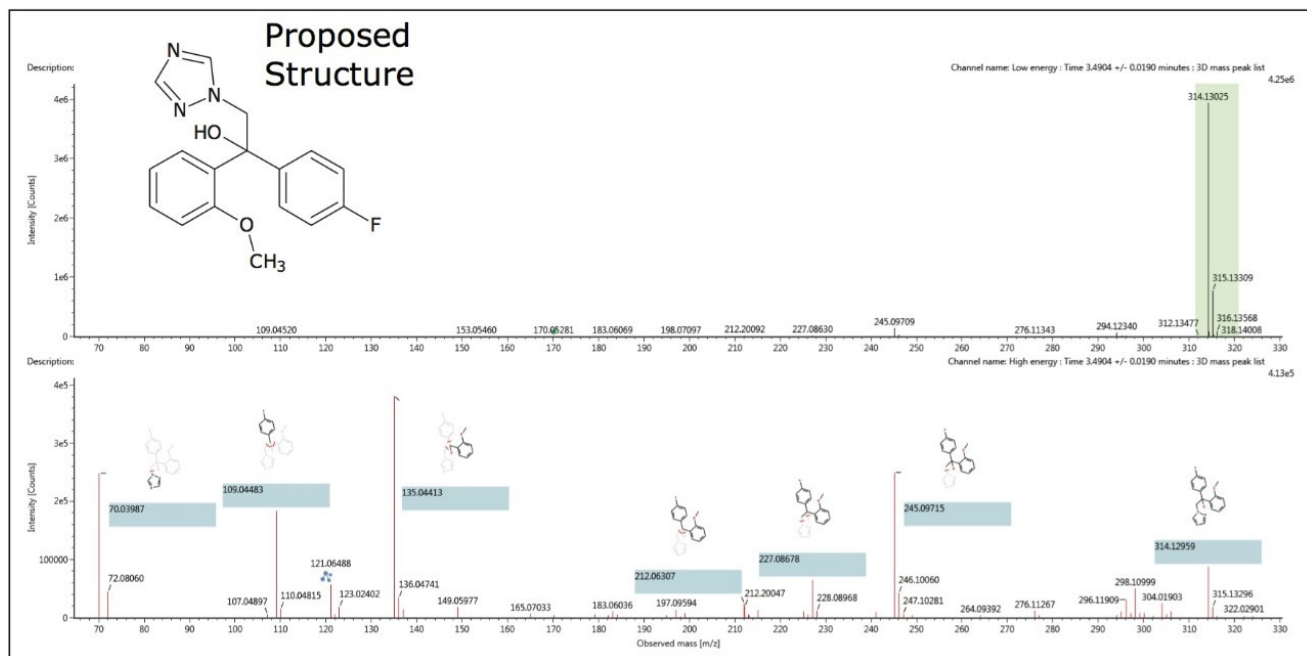 Proposed
Structure
N
N
N
HO
O
CH3
F
Description:
Channel name: Low energy : Time 3.4904 +/- 0.0190 minutes : 3D mass peak list
4.25e6
Intensity [Counts]
4e6
3e6
2e6
1e6
0
109.04520
153.05460
170.05281
183.06069
198.07097
212.20092
227.08630
245.09709
276.11343
294.12340
312.13477
314.13025
315.13309
316.13568
318.14008
70 80 90 100 110 120 130 140 150 160 170 180 190 200 210 220 230 240 250 260 270 280 290 300 310 320 330
Description:
Channel name: High energy : Time 3.4904 +/- 0.0190 minutes : 3D mass peak list
4.13e5
Intensity [Counts]
4e5
3e5
2e5
100000
0
70.03987
72.08060
107.04897
109.04483
110.04815
121.06488
123.02402
135.04413
136.04741
149.05977
165.07033
183.06036
197.09594
212.06307
212.20047
227.08678
228.08968
245.09715
246.10060
247.10281
264.09392
276.11267
296.11909
298.10999
304.01903
314.12959
315.13296
322.02901
70 80 90 100 110 120 130 140 150 160 170 180 190 200 210 220 230 240 250 260 270 280 290 300 310 320 330
Observed mass [m/z]